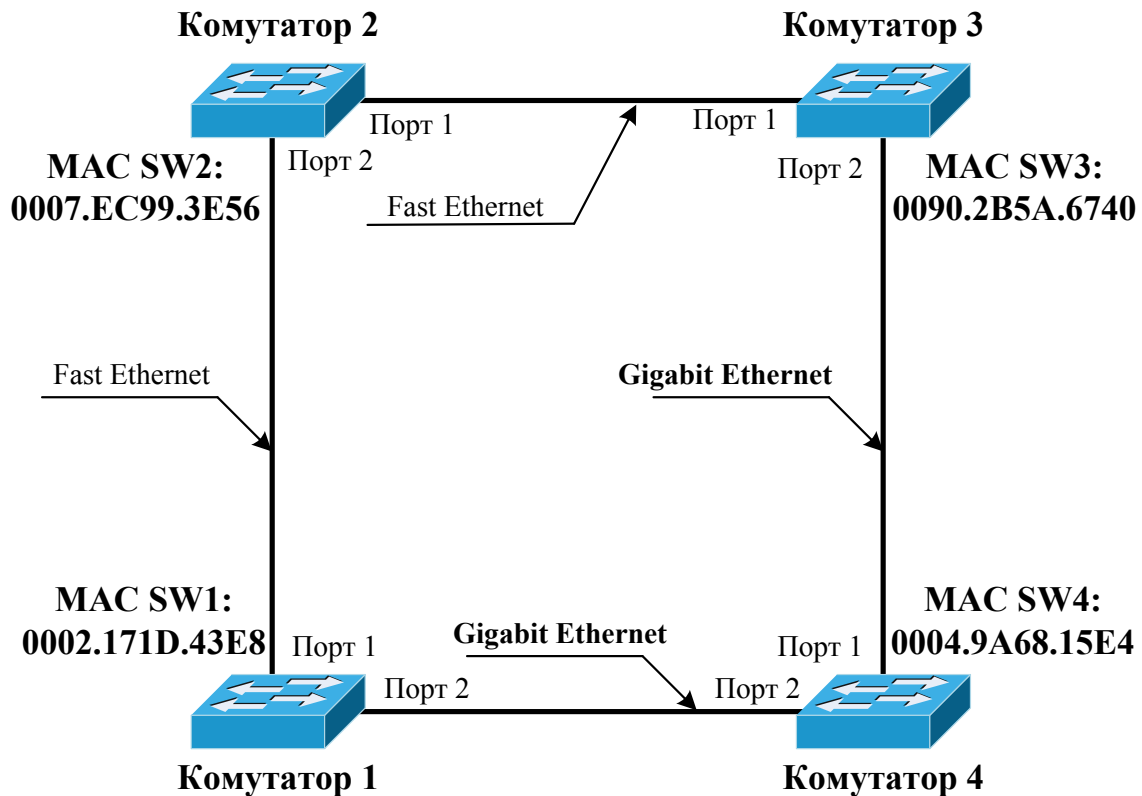 Комутатор 2
Комутатор 3
Порт 1
Порт 1
MAC SW2:
0007.EC99.3E56
Порт 2
Порт 2
MAC SW3:
0090.2B5A.6740
Fast Ethernet
Fast Ethernet
Gigabit Ethernet
MAC SW1:
0002.171D.43E8
Порт 1
Gigabit Ethernet
Порт 1
MAC SW4:
0004.9A68.15E4
Порт 2
Порт 2
Комутатор 1
Комутатор 4